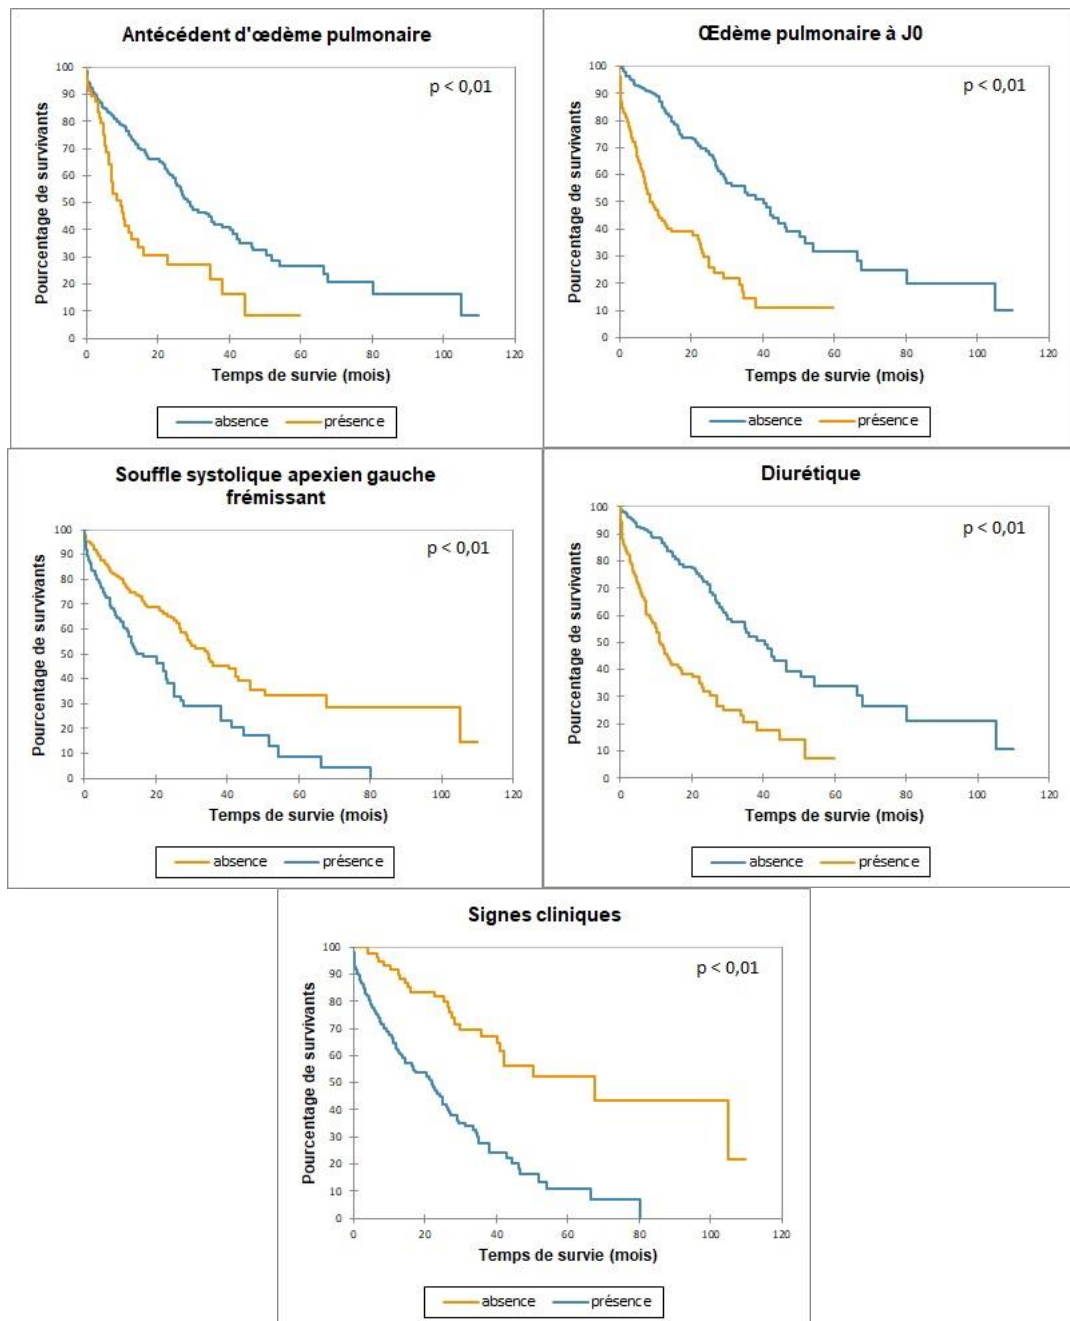 Antécédent d'œdème pulmonaire
p < 0,01
Pourcentage de survivants
100
90
80
70
60
50
40
30
20
10
0
0 20 40 60 80 100 120
Temps de survie (mois)
absence présence
Œdème pulmonaire à J0
p < 0,01
Pourcentage de survivants
100
90
80
70
60
50
40
30
20
10
0
0 20 40 60 80 100 120
Temps de survie (mois)
absence présence
Souffle systolique apexien gauche
frémissant
p < 0,01
Pourcentage de survivants
100
90
80
70
60
50
40
30
20
10
0
0 20 40 60 80 100 120
Temps de survie (mois)
absence présence
Diurétique
p < 0,01
Pourcentage de survivants
100
90
80
70
60
50
40
30
20
10
0
0 20 40 60 80 100 120
Temps de survie (mois)
absence présence
Signes cliniques
p < 0,01
Pourcentage de survivants
100
90
80
70
60
50
40
30
20
10
0
0 20 40 60 80 100 120
Temps de survie (mois)
absence présence